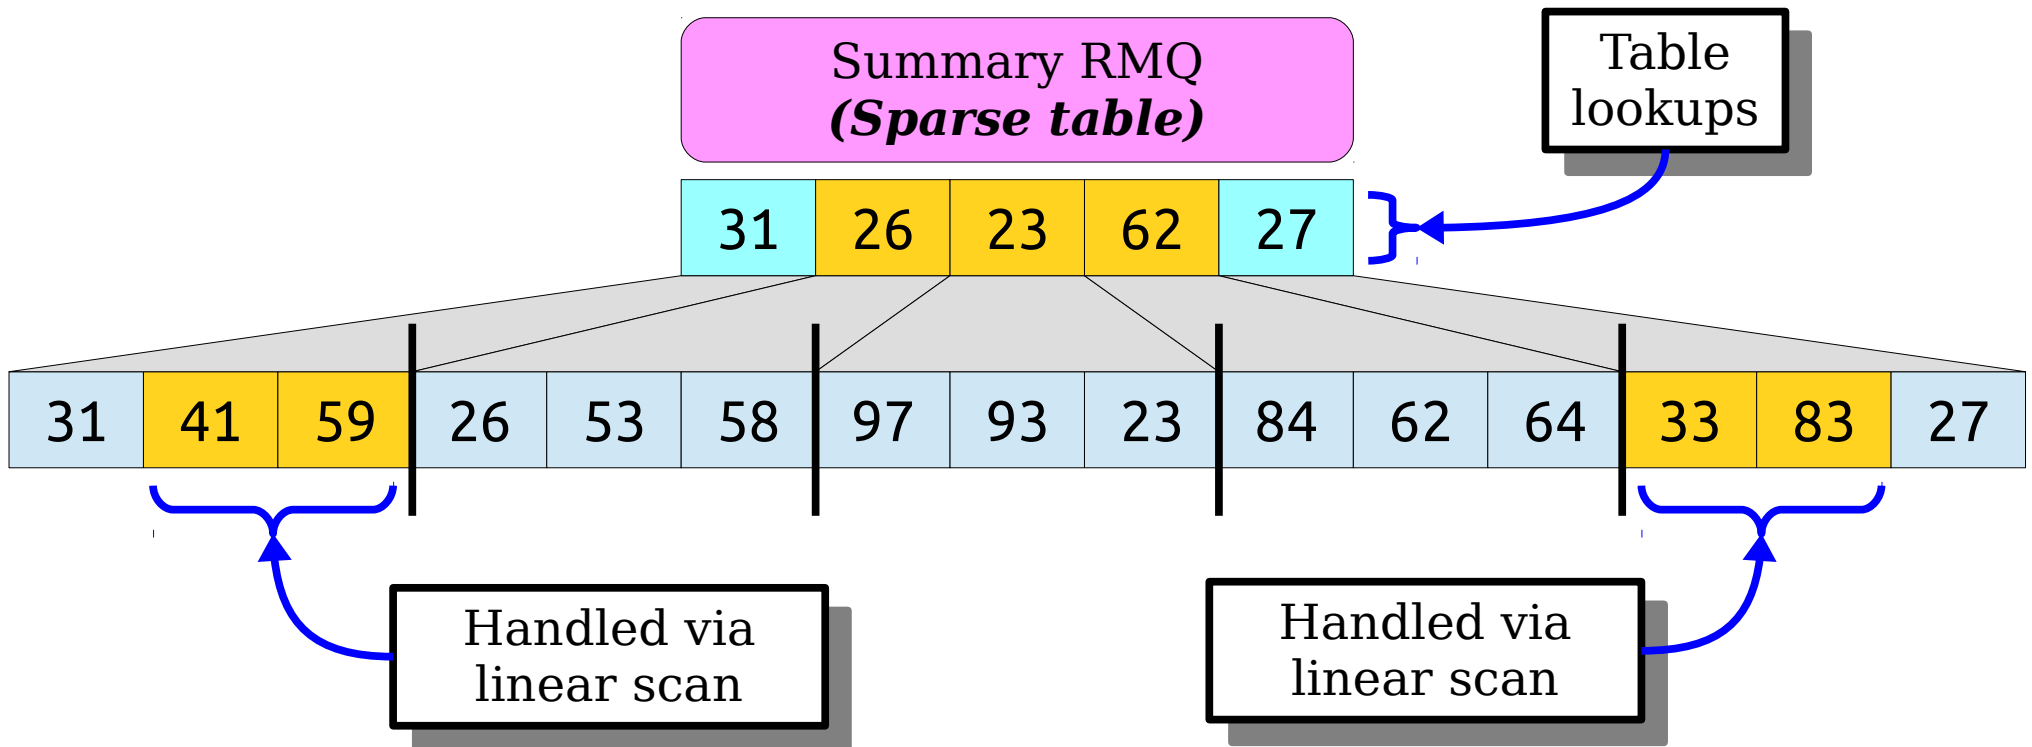 Summary RMQ
(Sparse table)
Table
lookups
31 26 23 62 27
31 41 59 26 53 58 97 93 23 84 62 64 33 83 27
Handled via
linear scan
Handled via
linear scan